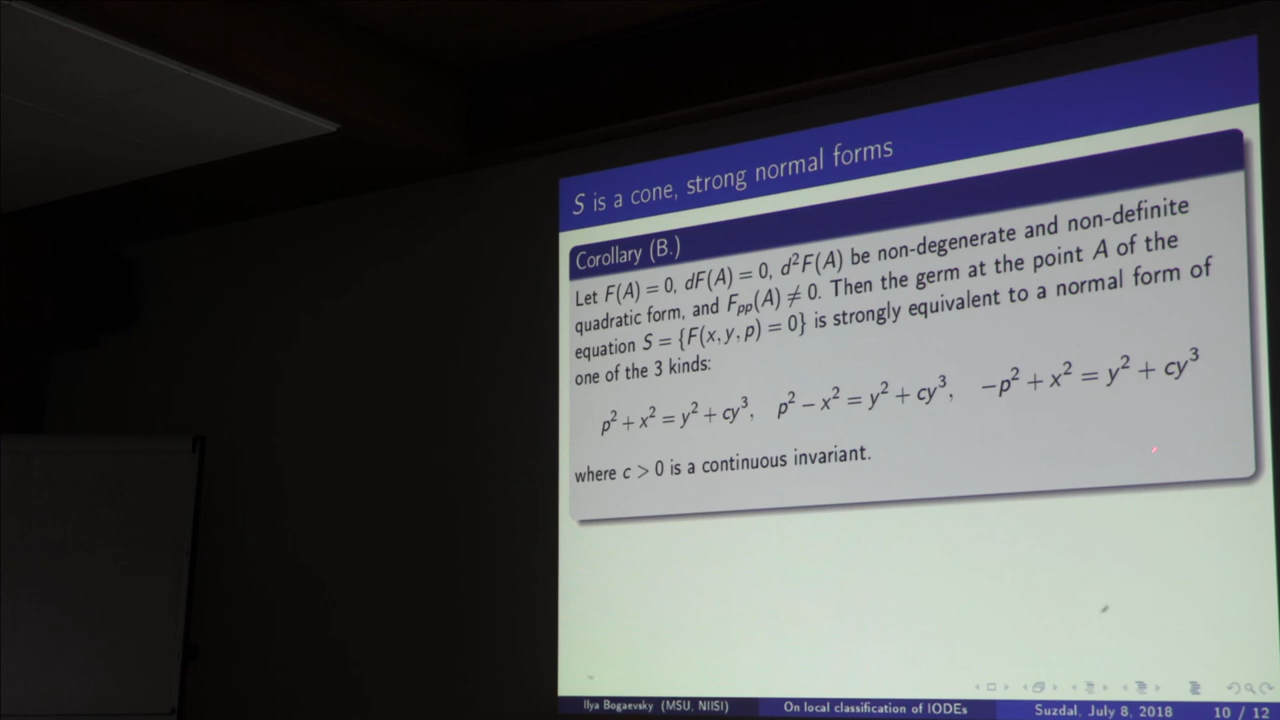 S is a cone, strong normal forms
Corollary (B.)
Let F(A) = 0, dF(A) = 0, d²F(A) be non-degenerate and non-definite
quadratic form, and F_pp(A) ≠ 0. Then the germ at the point A of the
equation S = {F(x, y, p) = 0} is strongly equivalent to a normal form of
one of the 3 kinds:
p² + x² = y² + cy³, p² − x² = y² + cy³, −p² + x² = y² + cy³
where c > 0 is a continuous invariant.
Ilya Bogaevsky (MSU, NIISI) On local classification of IODEs Suzdal, July 8, 2018 10 / 12